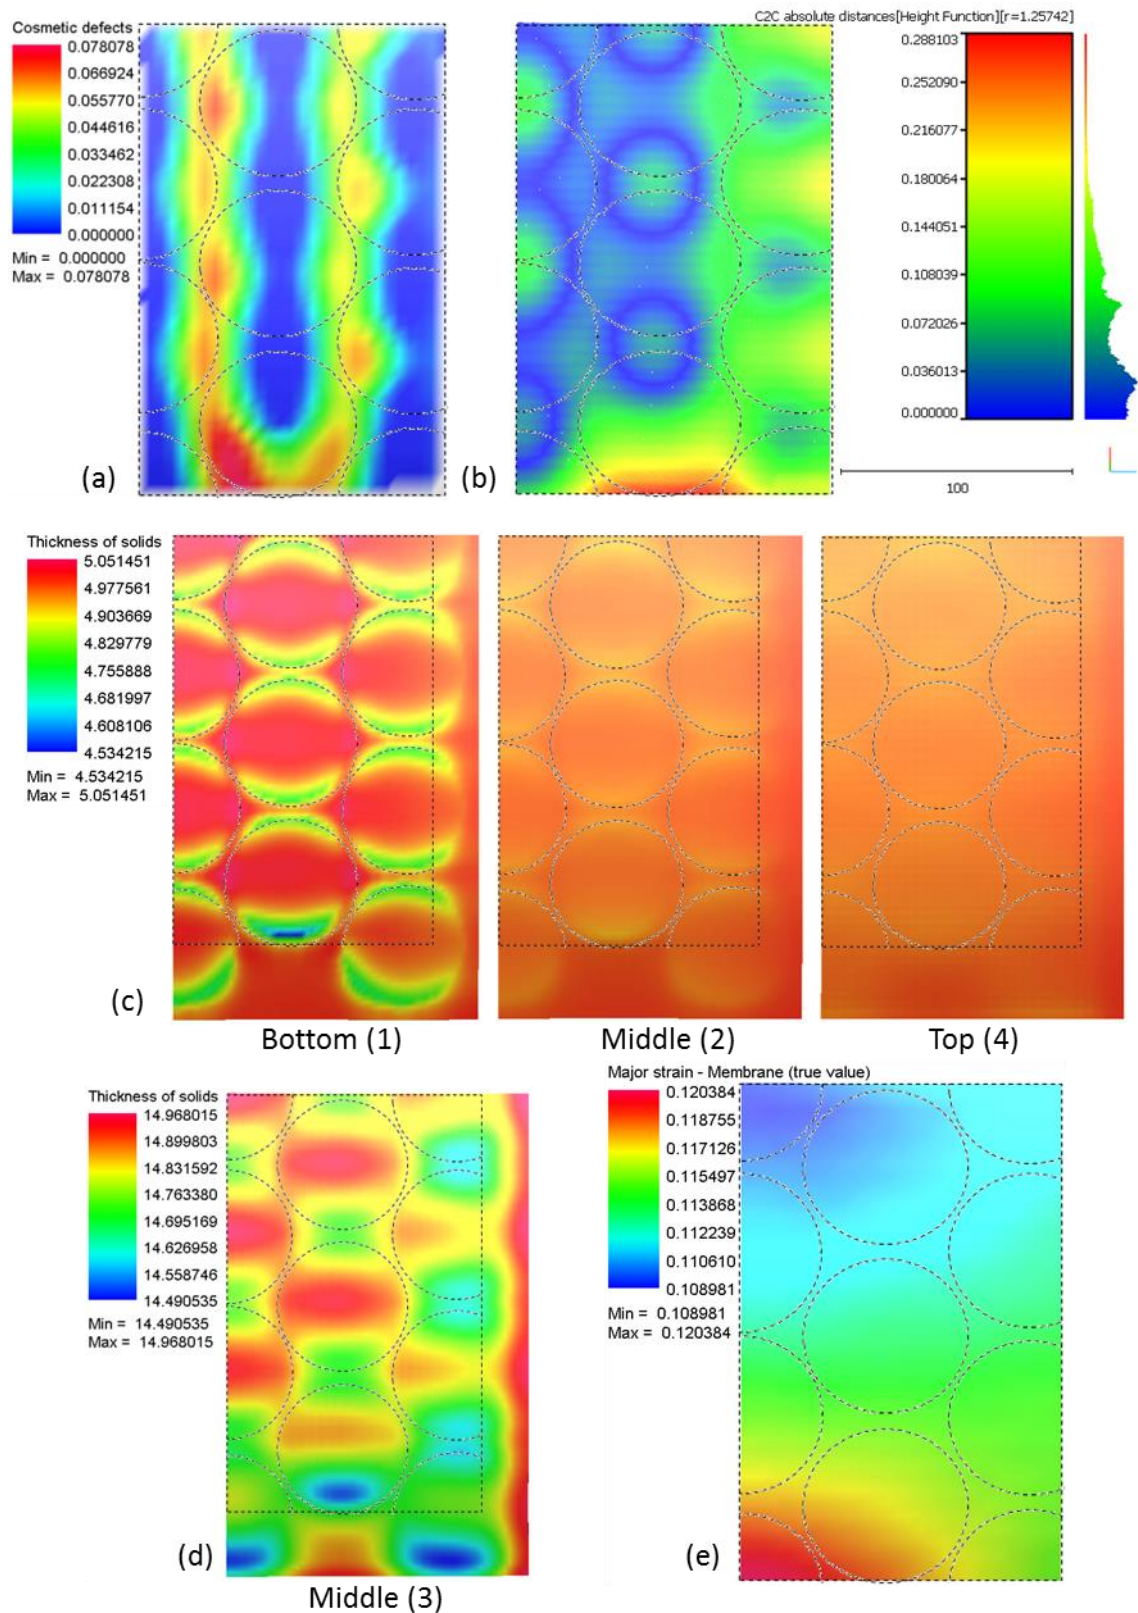 Cosmetic defects
0.078078
0.066924
0.055770
0.044616
0.033462
0.022308
0.011154
0.000000
Min = 0.000000
Max = 0.078078
(a)
C2C absolute distances[Height Function][r=1.25742]
0.288103
0.252090
0.216077
0.180064
0.144051
0.108039
0.072026
0.036013
0.000000
100
(b)
Thickness of solids
5.051451
4.977561
4.903669
4.829779
4.755888
4.681997
4.608106
4.534215
Min = 4.534215
Max = 5.051451
(c)
Bottom (1)
Middle (2)
Top (4)
Thickness of solids
14.968015
14.899803
14.831592
14.763380
14.695169
14.626958
14.558746
14.490535
Min = 14.490535
Max = 14.968015
(d)
Middle (3)
Major strain - Membrane (true value)
0.120384
0.118755
0.117126
0.115497
0.113868
0.112239
0.110610
0.108981
Min = 0.108981
Max = 0.120384
(e)